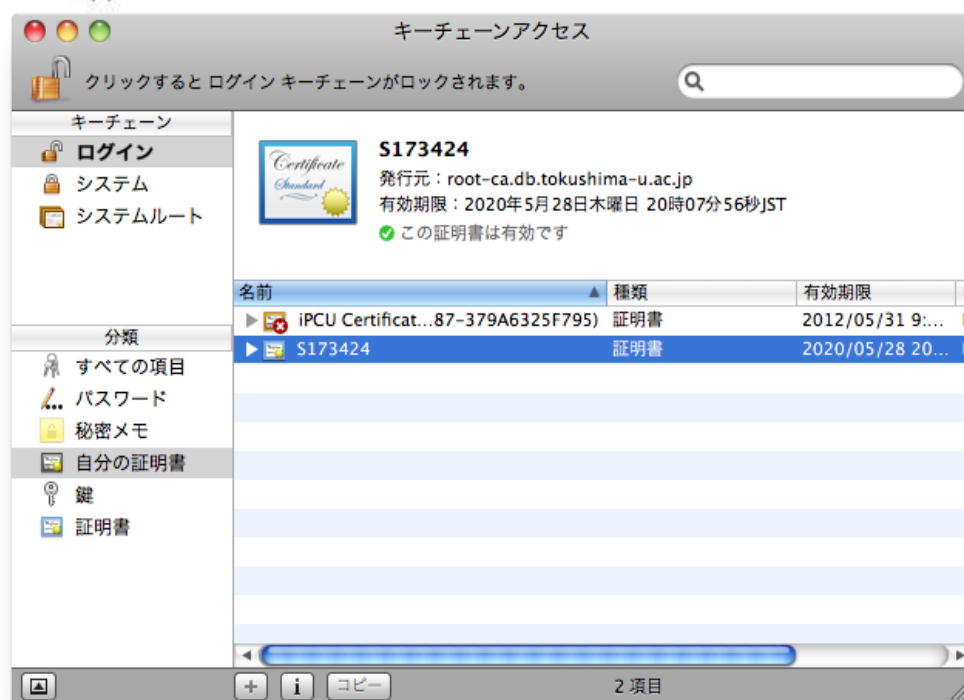 キーチェーンアクセス
クリックすると ログイン キーチェーンがロックされます。
キーチェーン
ログイン
システム
システムルート
Certificate
Standard
S173424
発行元：root-ca.db.tokushima-u.ac.jp
有効期限：2020年5月28日木曜日 20時07分56秒JST
この証明書は有効です
名前 種類 有効期限
iPCU Certificat...87-379A6325F795) 証明書 2012/05/31 9:...
S173424 証明書 2020/05/28 20...
分類
すべての項目
パスワード
秘密メモ
自分の証明書
鍵
証明書
+ i コピー 2 項目